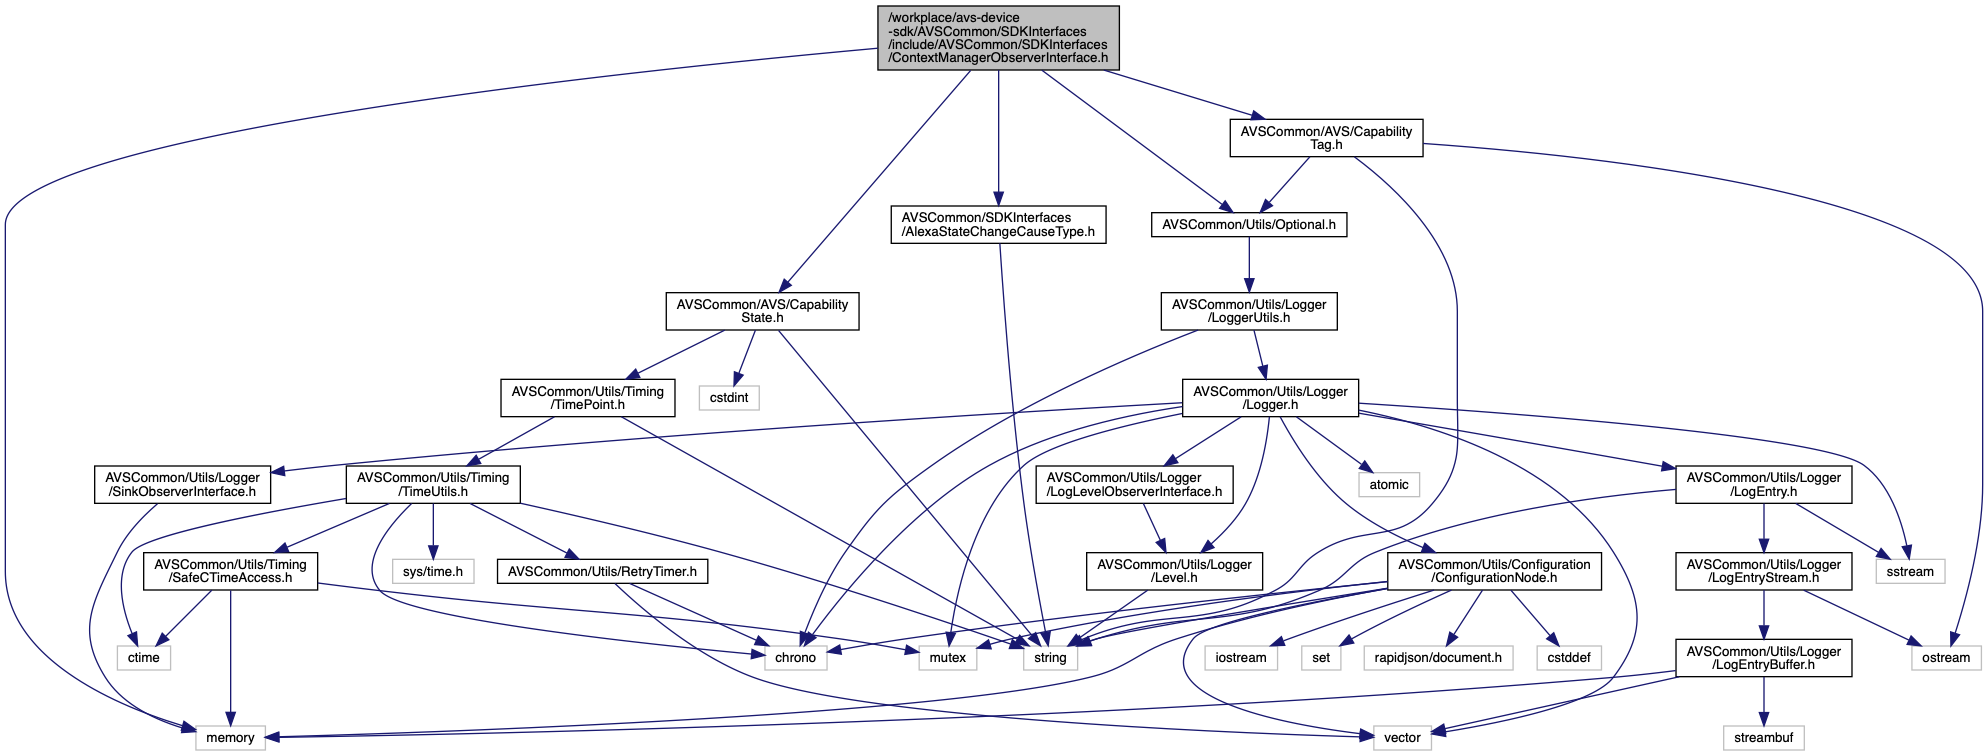 /workplace/avs-device
-sdk/AVSCommon/SDKInterfaces
/include/AVSCommon/SDKInterfaces
/ContextManagerObserverInterface.h
AVSCommon/AVS/Capability
Tag.h
AVSCommon/SDKInterfaces
/AlexaStateChangeCauseType.h
AVSCommon/Utils/Optional.h
AVSCommon/AVS/Capability
State.h
AVSCommon/Utils/Logger
/LoggerUtils.h
AVSCommon/Utils/Timing
/TimePoint.h
cstdint
AVSCommon/Utils/Logger
/Logger.h
AVSCommon/Utils/Logger
/SinkObserverInterface.h
AVSCommon/Utils/Timing
/TimeUtils.h
AVSCommon/Utils/Logger
/LogLevelObserverInterface.h
atomic
AVSCommon/Utils/Logger
/LogEntry.h
AVSCommon/Utils/Timing
/SafeCTimeAccess.h
sys/time.h
AVSCommon/Utils/RetryTimer.h
AVSCommon/Utils/Logger
/Level.h
AVSCommon/Utils/Configuration
/ConfigurationNode.h
AVSCommon/Utils/Logger
/LogEntryStream.h
sstream
ctime
chrono
mutex
string
iostream
set
rapidjson/document.h
cstddef
AVSCommon/Utils/Logger
/LogEntryBuffer.h
ostream
memory
vector
streambuf